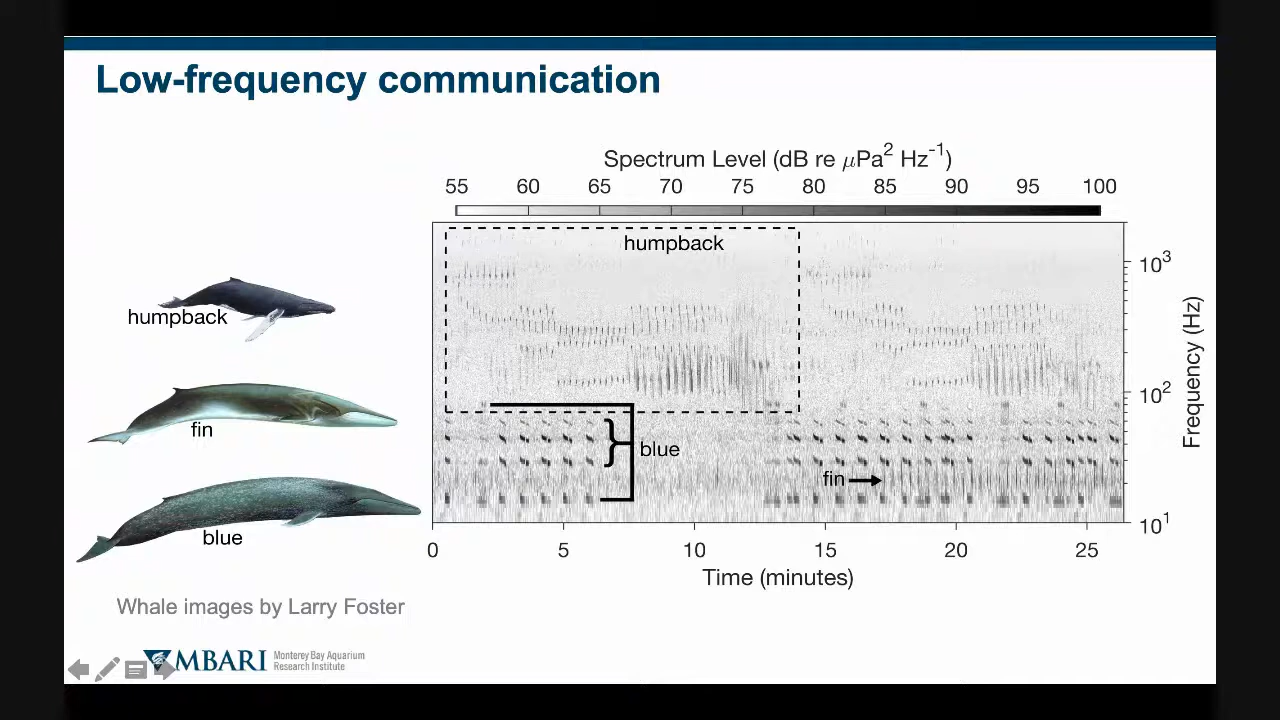 Low-frequency communication
Spectrum Level (dB re μPa² Hz⁻¹)
55 60 65 70 75 80 85 90 95 100
humpback
humpback
fin
blue
blue
fin
10³
10²
10¹
Frequency (Hz)
0 5 10 15 20 25
Time (minutes)
Whale images by Larry Foster
MBARI
Monterey Bay Aquarium
Research Institute